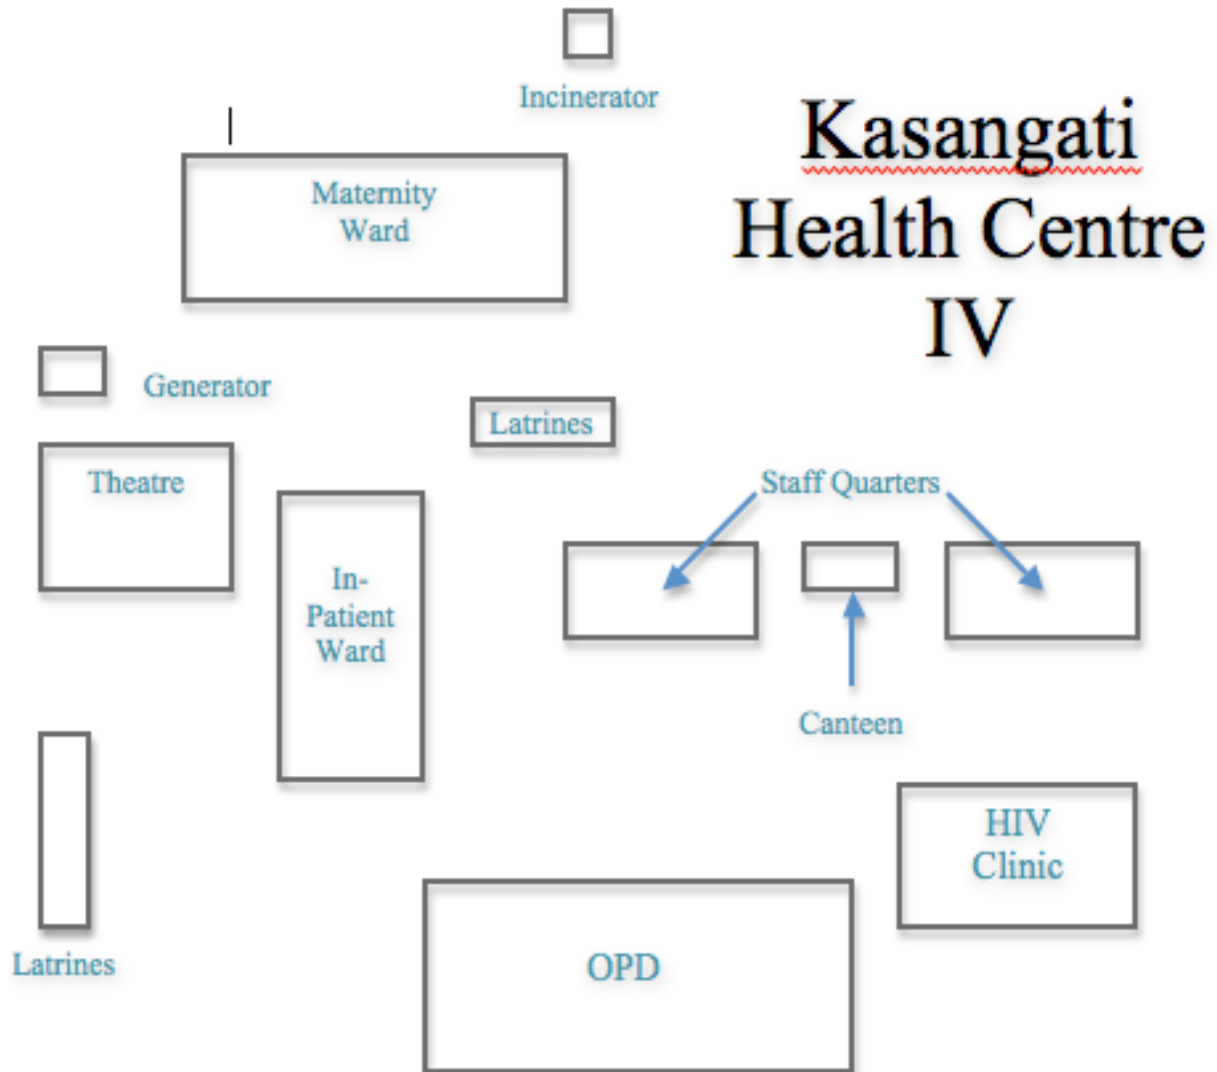 Incinerator
Kasangati
Health Centre
IV
Maternity
Ward
Generator
Latrines
Theatre
Staff Quarters
In-
Patient
Ward
Canteen
HIV
Clinic
Latrines
OPD